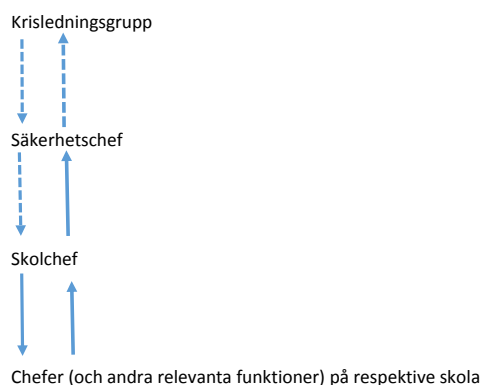 Krisledningsgrupp
Säkerhetschef
Skolchef
Chefer (och andra relevanta funktioner) på respektive skola